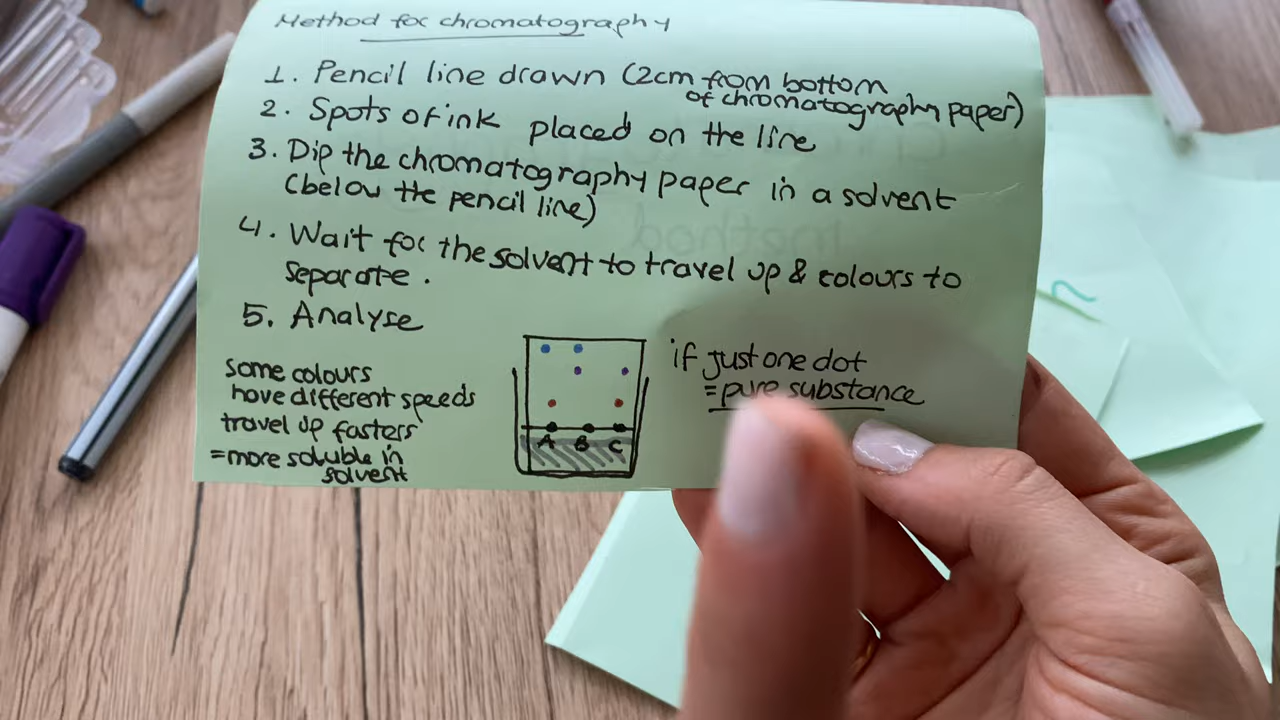 Method for chromatography
1. Pencil line drawn (2cm from bottom
of chromatography paper)
2. Spots of ink placed on the line
3. Dip the chromatography paper in a solvent
(below the pencil line)
4. Wait for the solvent to travel up & colours to
separate.
5. Analyse
some colours
have different speeds
travel up fasters
=more soluble in
solvent
A B C
if just one dot
=pure substance